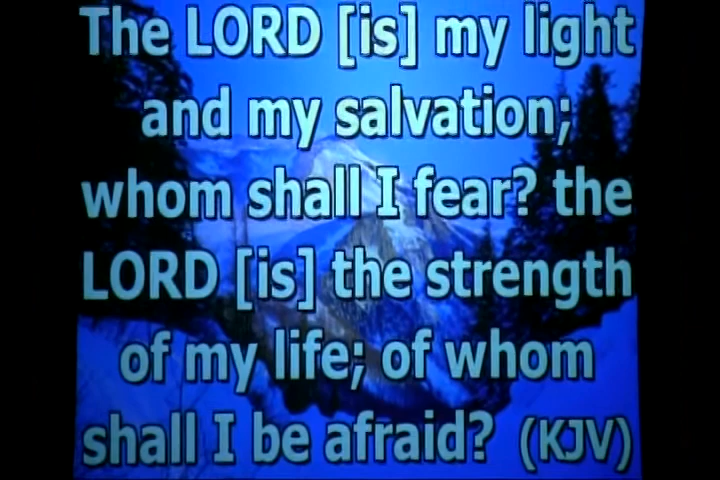 The LORD [is] my light
and my salvation;
whom shall I fear? the
LORD [is] the strength
of my life; of whom
shall I be afraid? (KJV)